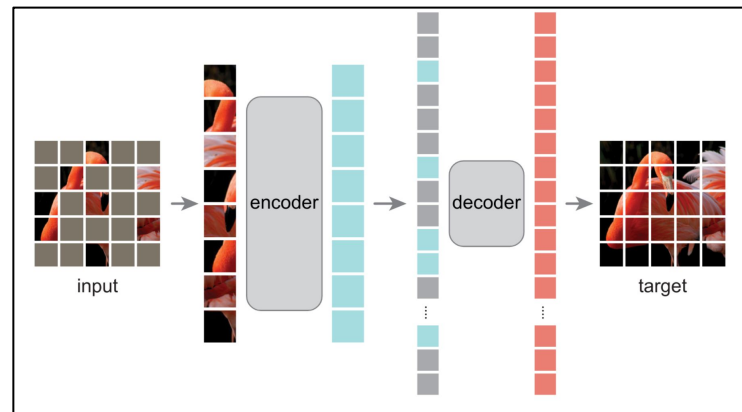 input
encoder
decoder
target